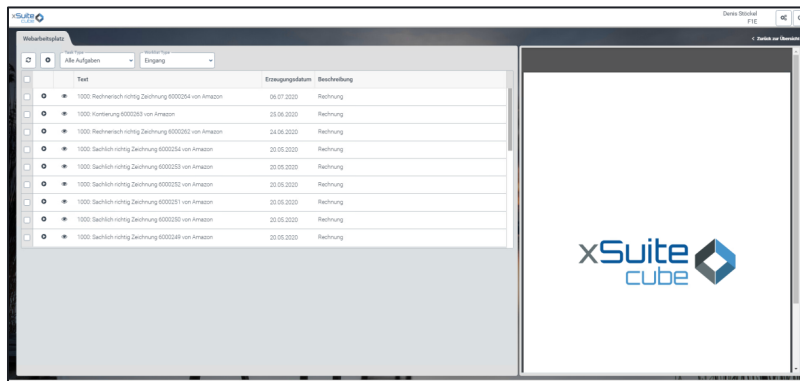 xSuite cube
Denis Stöckel
F1E
Webarbeitsplatz
< Zurück zur Übersicht
Task Type
Alle Aufgaben
Workitem Type
Eingang
Text Erzeugungsdatum Beschreibung
1000: Rechnerisch richtig Zeichnung 6000264 von Amazon 06.07.2020 Rechnung
1000: Kontierung 6000263 von Amazon 25.06.2020 Rechnung
1000: Rechnerisch richtig Zeichnung 6000262 von Amazon 24.06.2020 Rechnung
1000: Sachlich richtig Zeichnung 6000254 von Amazon 20.05.2020 Rechnung
1000: Sachlich richtig Zeichnung 6000253 von Amazon 20.05.2020 Rechnung
1000: Sachlich richtig Zeichnung 6000252 von Amazon 20.05.2020 Rechnung
1000: Sachlich richtig Zeichnung 6000251 von Amazon 20.05.2020 Rechnung
1000: Sachlich richtig Zeichnung 6000250 von Amazon 20.05.2020 Rechnung
1000: Sachlich richtig Zeichnung 6000249 von Amazon 20.05.2020 Rechnung
xSuite
cube